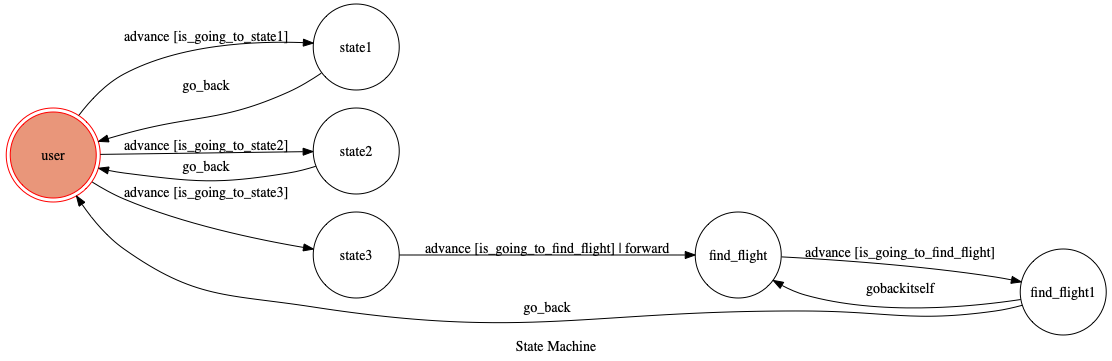 advance [is_going_to_state1]
state1
go_back
user
advance [is_going_to_state2]
state2
go_back
advance [is_going_to_state3]
state3
advance [is_going_to_find_flight] | forward
find_flight
advance [is_going_to_find_flight]
gobackitself
find_flight1
go_back
State Machine